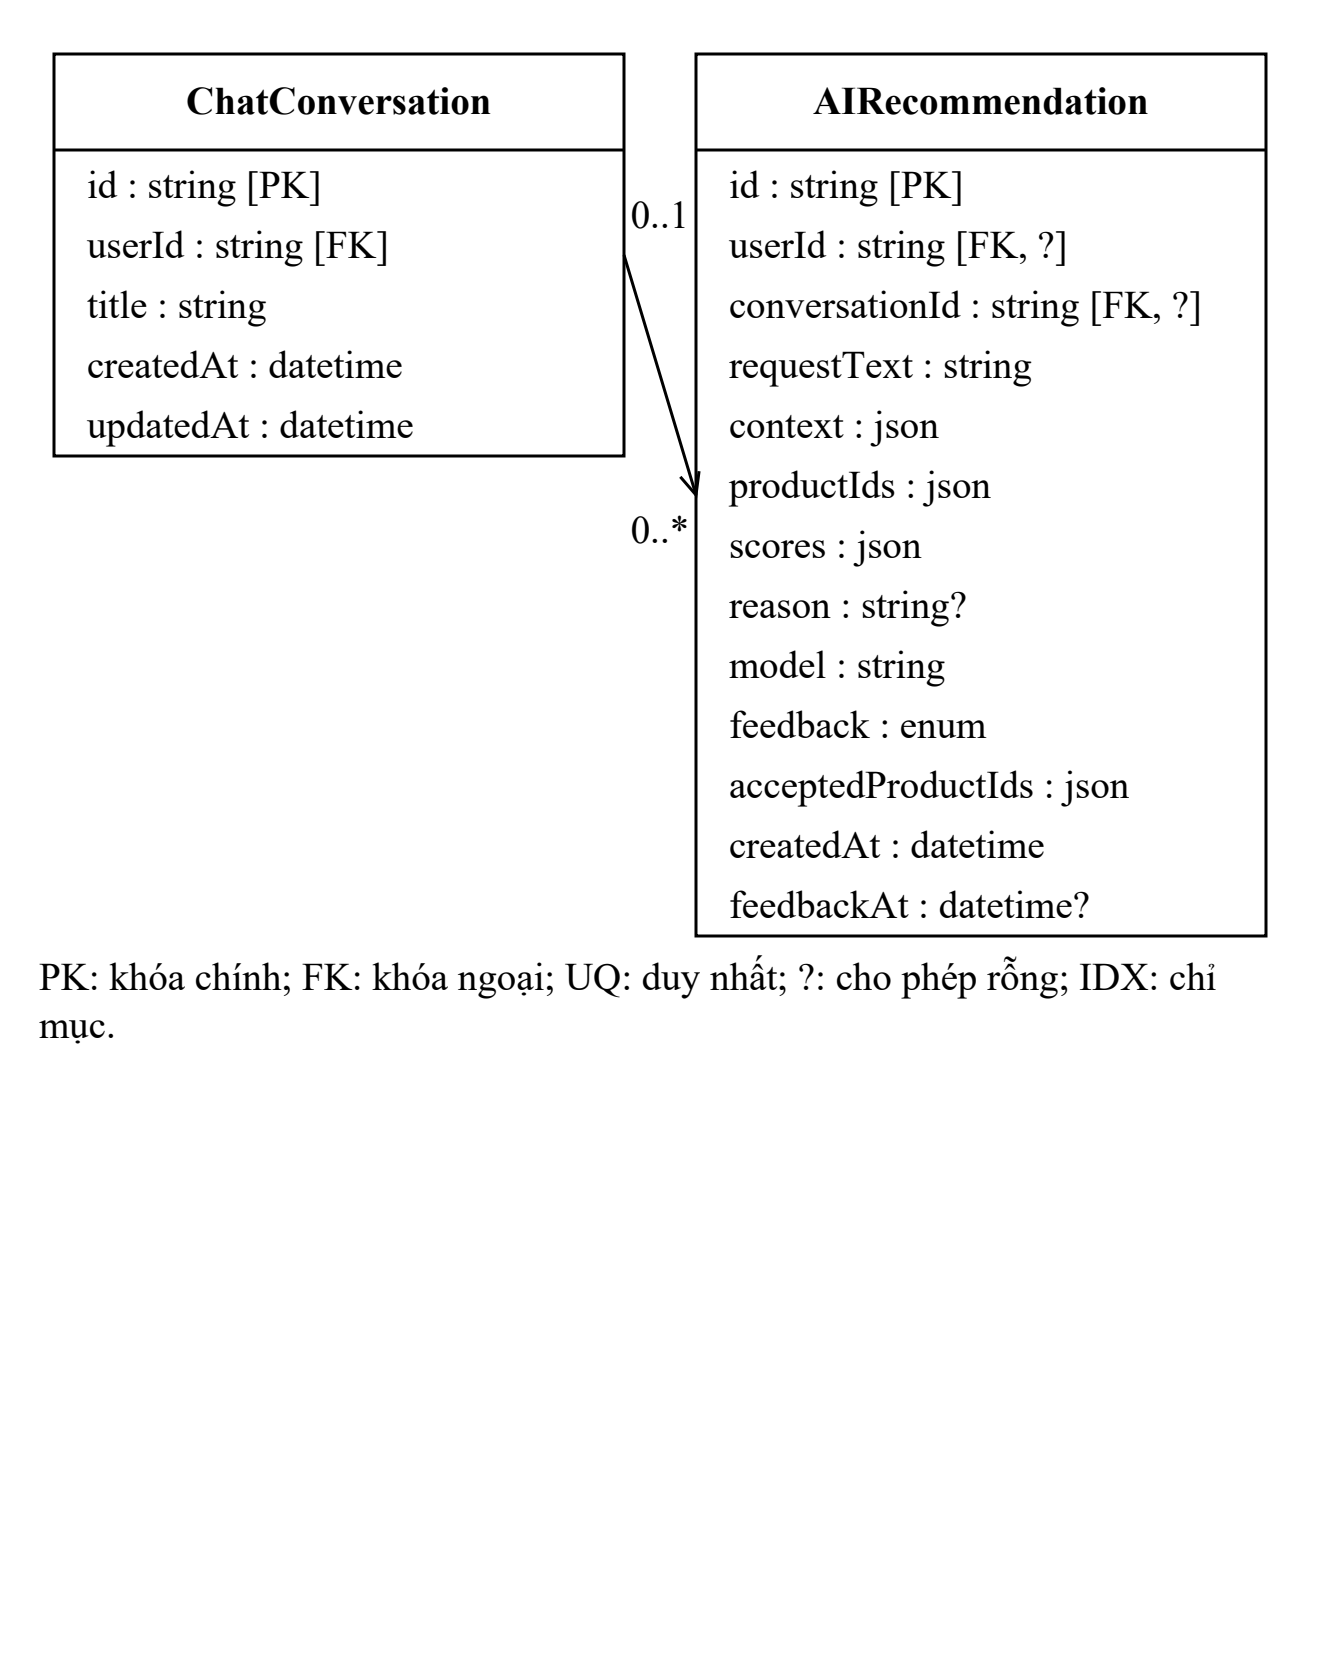 ChatConversation
id : string [PK]
userId : string [FK]
title : string
createdAt : datetime
updatedAt : datetime
0..1
0..*
AIRecommendation
id : string [PK]
userId : string [FK, ?]
conversationId : string [FK, ?]
requestText : string
context : json
productIds : json
scores : json
reason : string?
model : string
feedback : enum
acceptedProductIds : json
createdAt : datetime
feedbackAt : datetime?
PK: khóa chính; FK: khóa ngoại; UQ: duy nhất; ?: cho phép rỗng; IDX: chỉ
mục.